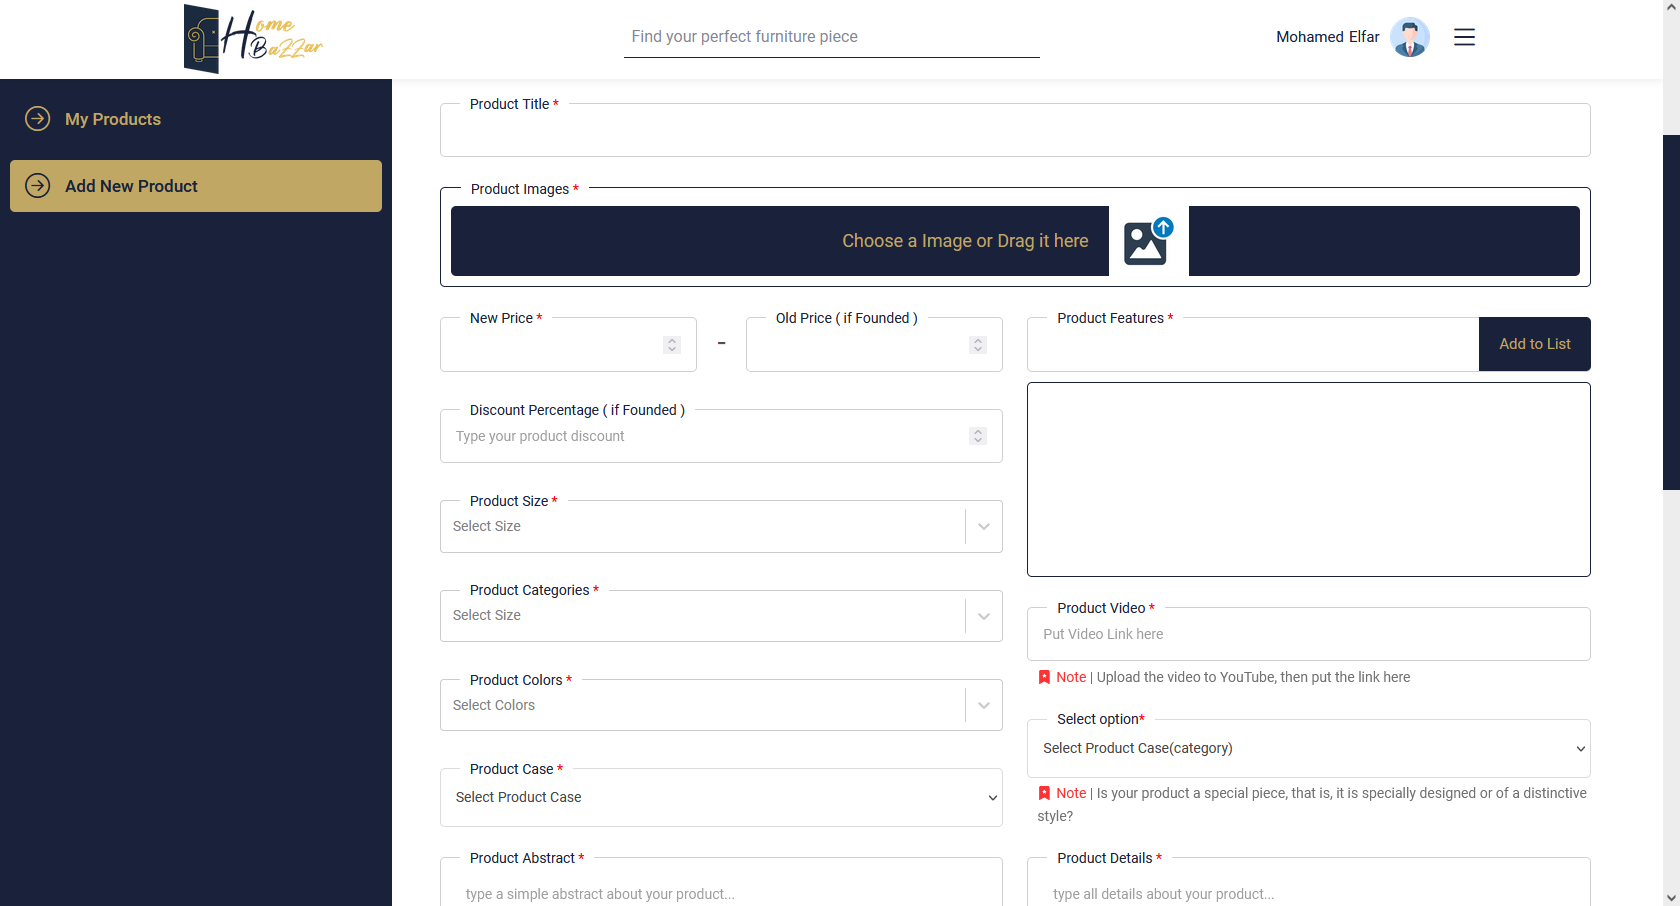 Home
BaZZar
Find your perfect furniture piece
Mohamed Elfar
My Products
Add New Product
Product Title *
Product Images *
Choose a Image or Drag it here
New Price *
-
Old Price ( if Founded )
Product Features *
Add to List
Discount Percentage ( if Founded )
Type your product discount
Product Size *
Select Size
Product Categories *
Select Size
Product Colors *
Select Colors
Product Case *
Select Product Case
Product Video *
Put Video Link here
Note | Upload the video to YouTube, then put the link here
Select option*
Select Product Case(category)
Note | Is your product a special piece, that is, it is specially designed or of a distinctive
style?
Product Abstract *
type a simple abstract about your product...
Product Details *
type all details about your product...